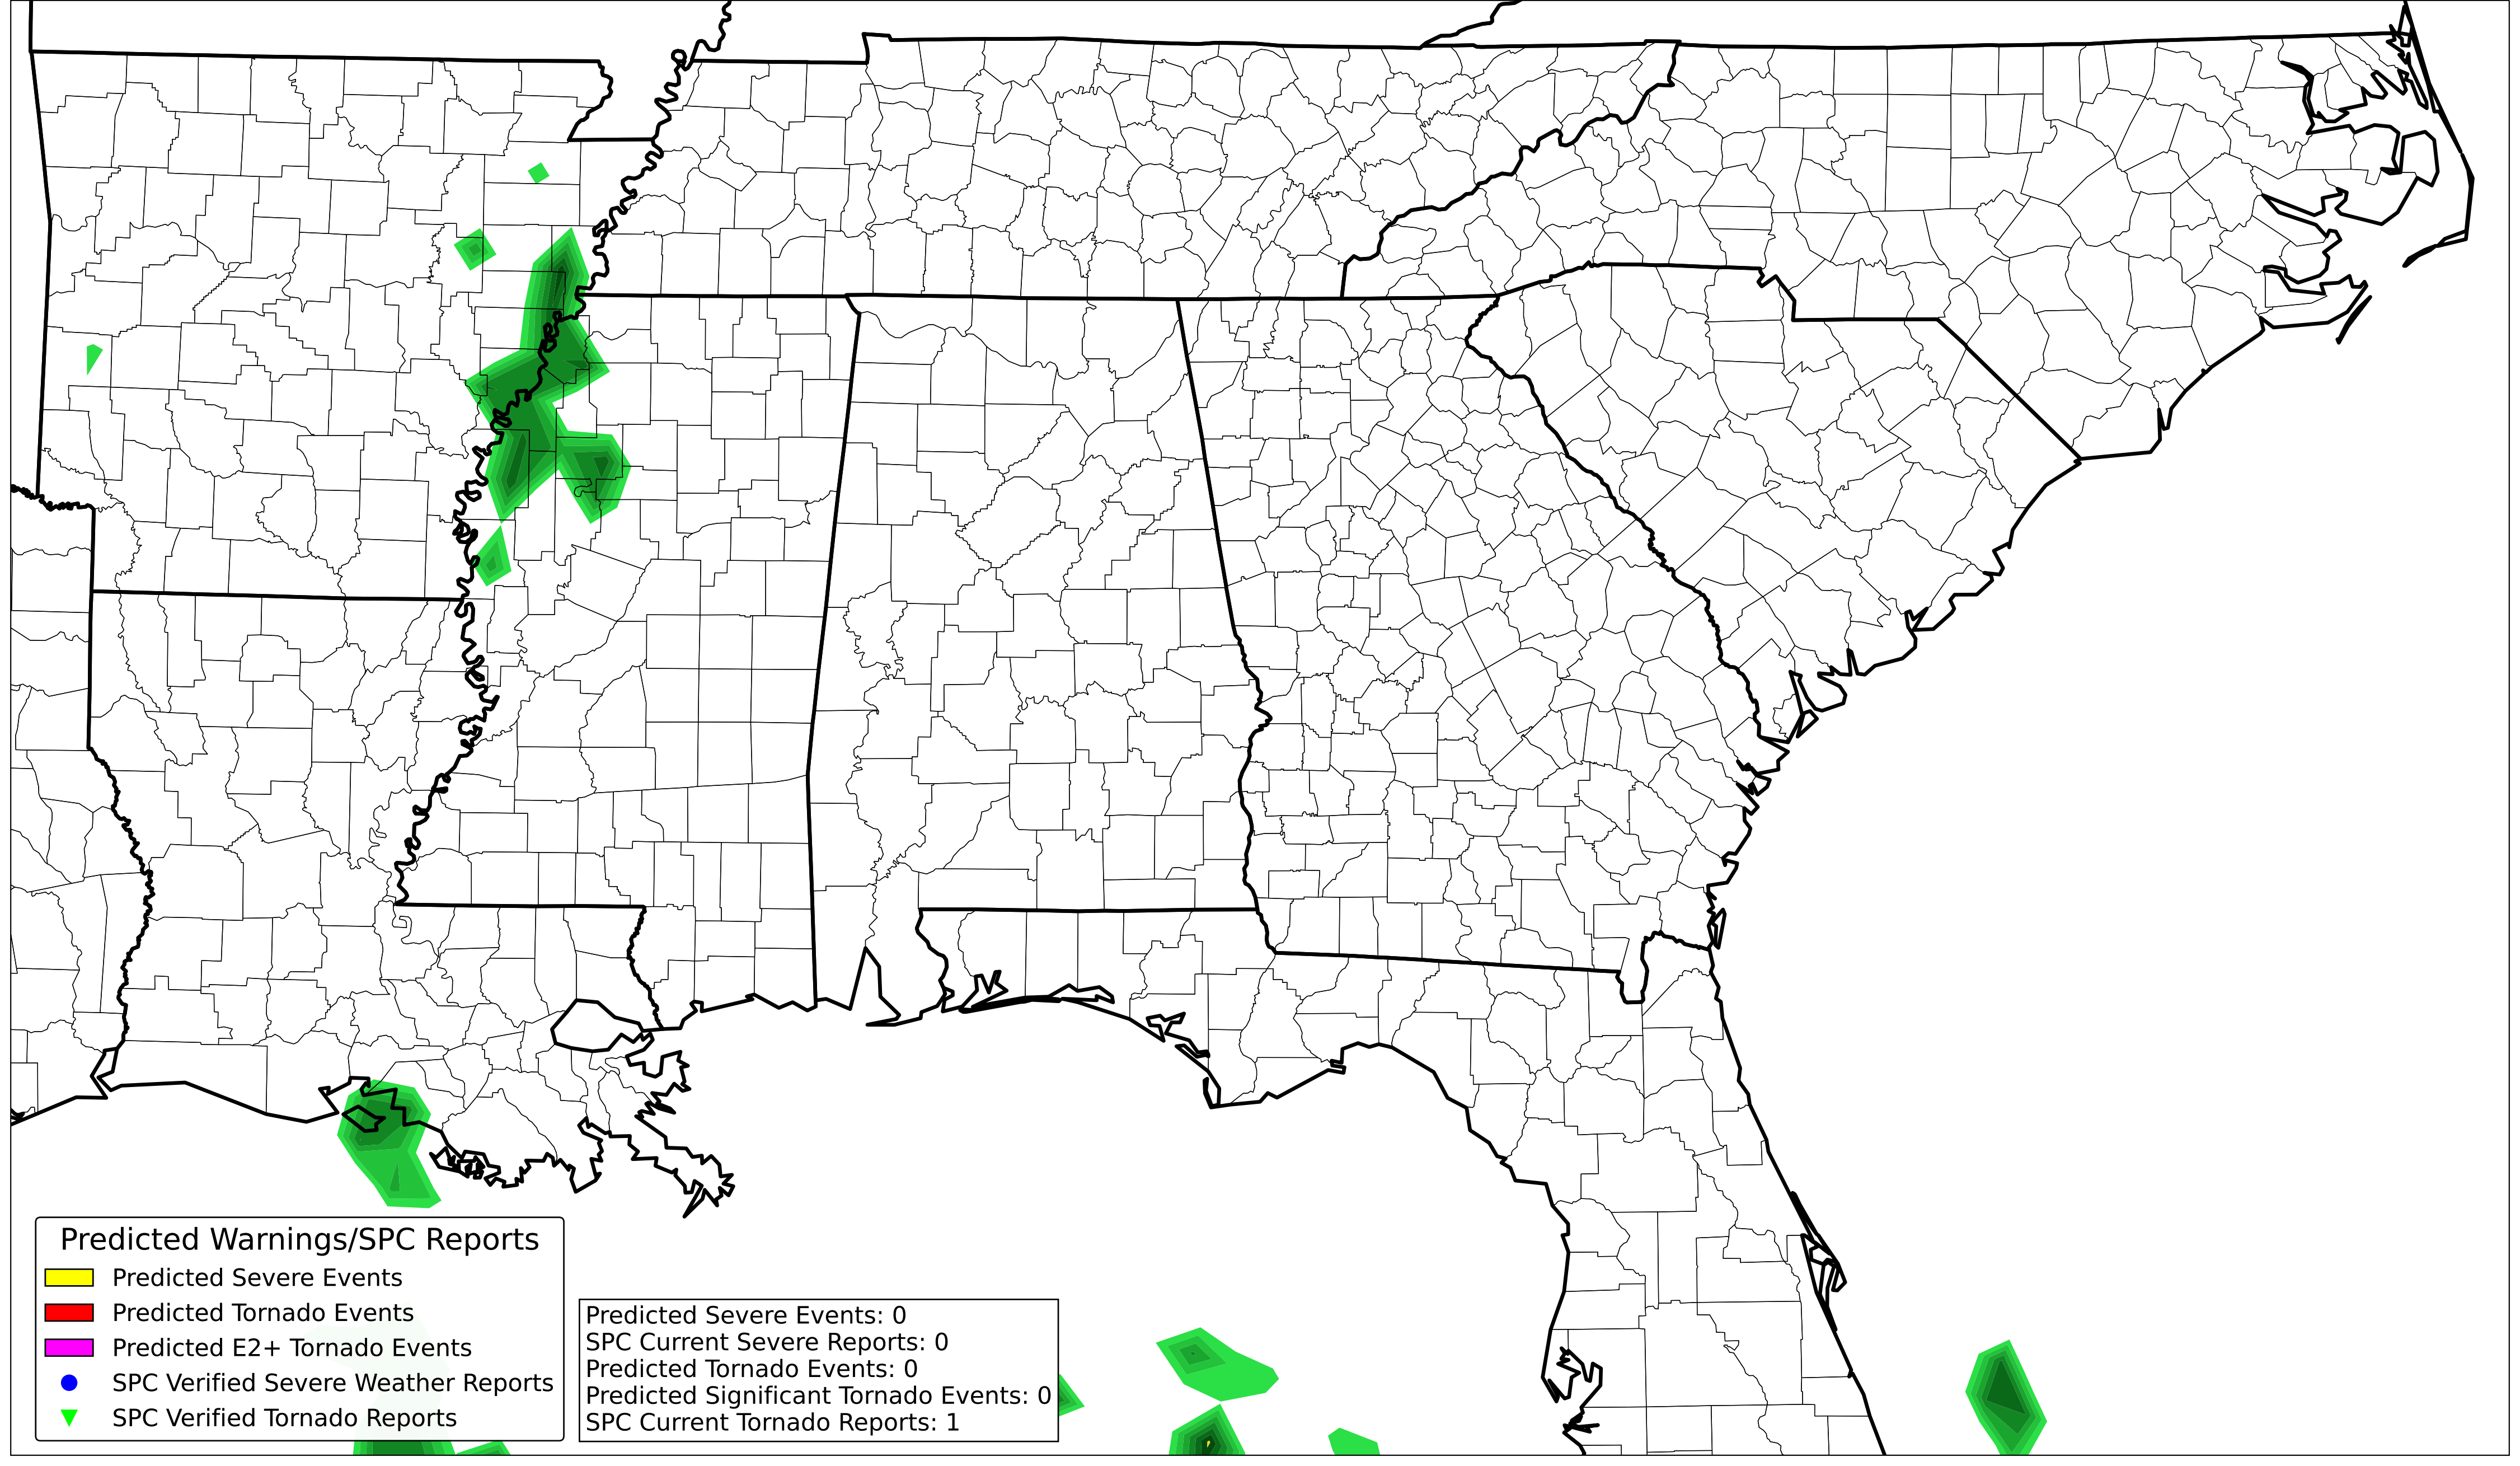 Predicted Warnings/SPC Reports
Predicted Severe Events
Predicted Tornado Events
Predicted E2+ Tornado Events
SPC Verified Severe Weather Reports
SPC Verified Tornado Reports
Predicted Severe Events: 0
SPC Current Severe Reports: 0
Predicted Tornado Events: 0
Predicted Significant Tornado Events: 0
SPC Current Tornado Reports: 1